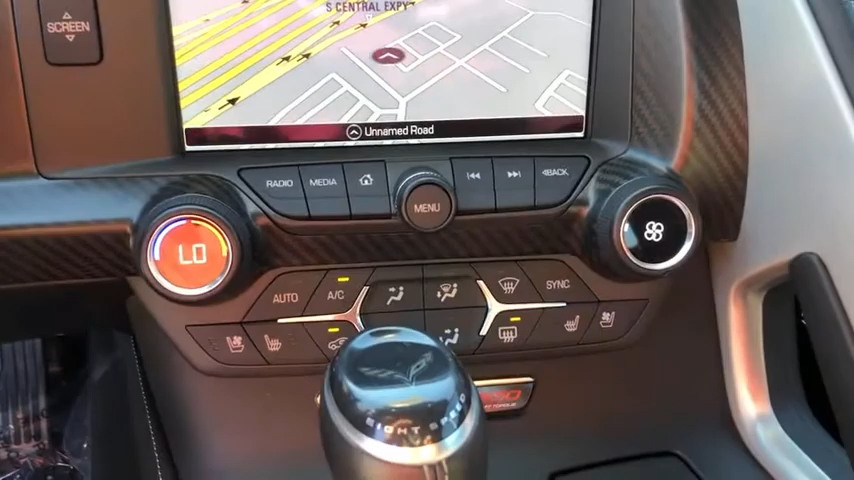 S CENTRAL EXPY
SCREEN
Unnamed Road
RADIO MEDIA BACK
MENU
LO
AUTO A/C SYNC
EIGHT SPEED